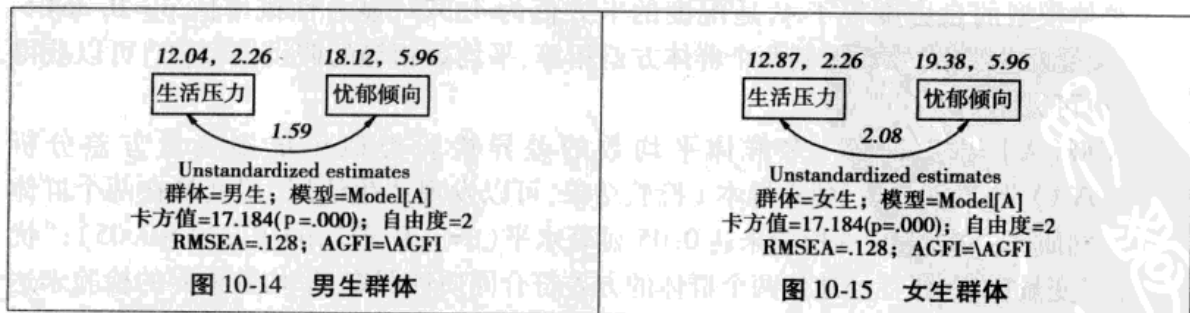 12.04, 2.26
18.12, 5.96
生活压力
忧郁倾向
1.59
Unstandardized estimates
群体=男生；模型=Model[A]
卡方值=17.184(p=.000)；自由度=2
RMSEA=.128；AGFI=\AGFI
图 10-14 男生群体
12.87, 2.26
19.38, 5.96
生活压力
忧郁倾向
2.08
Unstandardized estimates
群体=女生；模型=Model[A]
卡方值=17.184(p=.000)；自由度=2
RMSEA=.128；AGFI=\AGFI
图 10-15 女生群体